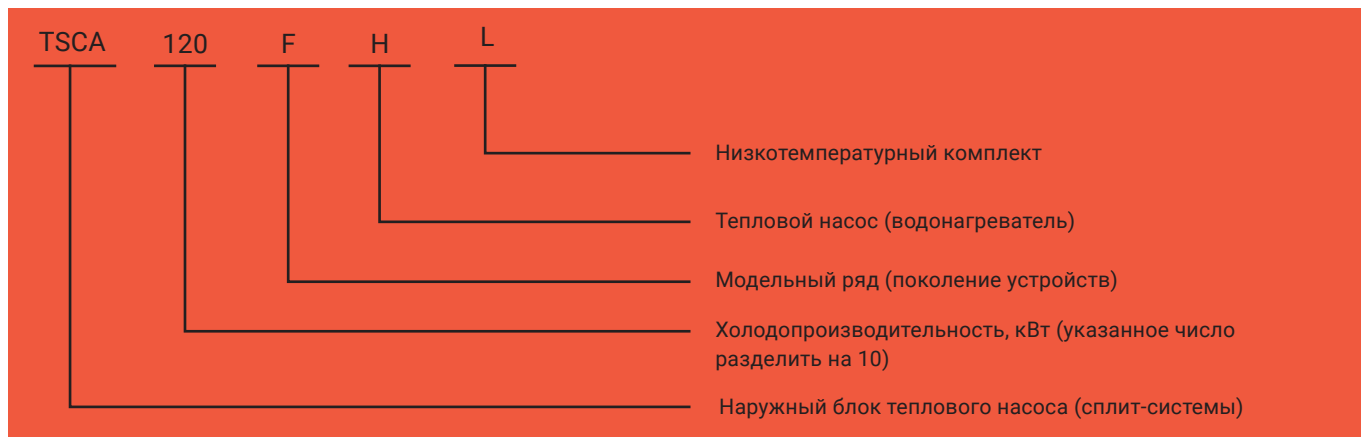 TSCA 120 F H L
Низкотемпературный комплект
Тепловой насос (водонагреватель)
Модельный ряд (поколение устройств)
Холодопроизводительность, кВт (указанное число
разделить на 10)
Наружный блок теплового насоса (сплит-системы)